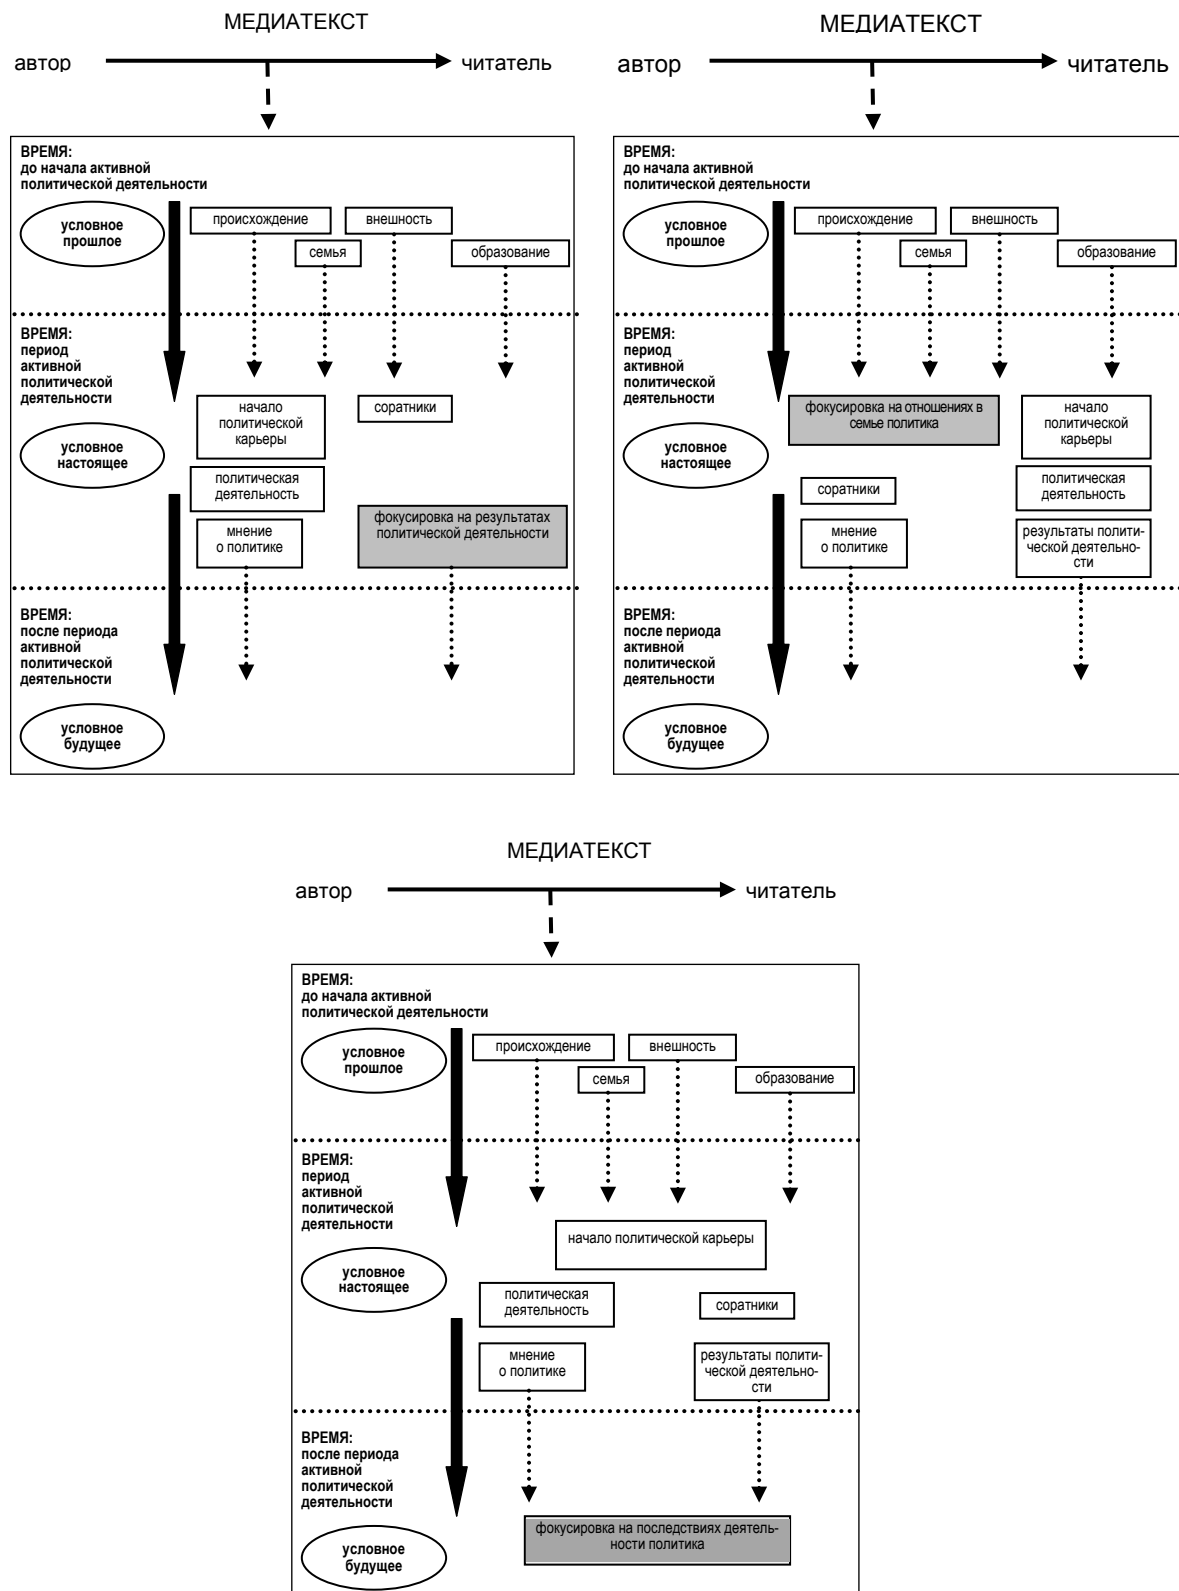 МЕДИАТЕКСТ
автор
читатель
ВРЕМЯ:
до начала активной
политической деятельности
условное
прошлое
происхождение
внешность
семья
образование
ВРЕМЯ:
период
активной
политической
деятельности
начало
политической
карьеры
соратники
условное
настоящее
политическая
деятельность
мнение
о политике
фокусировка на результатах
политической деятельности
ВРЕМЯ:
после периода
активной
политической
деятельности
условное
будущее
МЕДИАТЕКСТ
автор
читатель
ВРЕМЯ:
до начала активной
политической деятельности
условное
прошлое
происхождение
внешность
семья
образование
ВРЕМЯ:
период
активной
политической
деятельности
фокусировка на отношениях в
семье политика
начало
политической
карьеры
условное
настоящее
соратники
политическая
деятельность
мнение
о политике
результаты полити-
ческой деятельно-
сти
ВРЕМЯ:
после периода
активной
политической
деятельности
условное
будущее
МЕДИАТЕКСТ
автор
читатель
ВРЕМЯ:
до начала активной
политической деятельности
условное
прошлое
происхождение
внешность
семья
образование
ВРЕМЯ:
период
активной
политической
деятельности
начало политической карьеры
условное
настоящее
политическая
деятельность
соратники
мнение
о политике
результаты полити-
ческой деятельно-
сти
ВРЕМЯ:
после периода
активной
политической
деятельности
фокусировка на последствиях деятель-
ности политика
условное
будущее